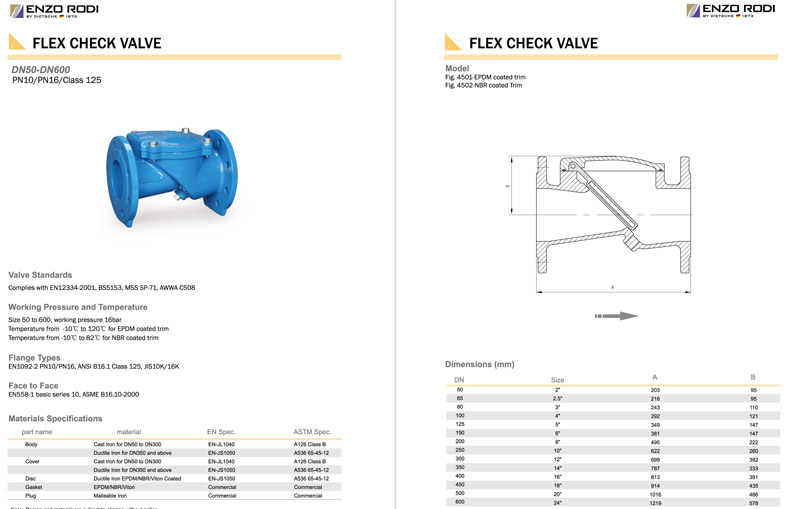 ENZO RODI
BY DIETSCHE 1873
FLEX CHECK VALVE
DN50-DN600
PN10/PN16/Class 125
Valve Standards
Complies with EN12334-2001, BS5153, MSS SP-71, AWWA C508
Working Pressure and Temperature
Size 50 to 600, working pressure 16bar
Temperature from -10℃ to 120℃ for EPDM coated trim
Temperature from -10℃ to 82℃ for NBR coated trim
Flange Types
EN1092-2 PN10/PN16, ANSI B16.1 Class 125, JIS10K/16K
Face to Face
EN558-1 basic series 10, ASME B16.10-2000
Materials Specifications
part name material EN Spec. ASTM Spec.
Body Cast Iron for DN50 to DN300 EN-JL1040 A126 Class B
Ductile Iron for DN350 and above EN-JS1050 A536 65-45-12
Cover Cast Iron for DN50 to DN300 EN-JL1040 A126 Class B
Ductile Iron for DN350 and above EN-JS1050 A536 65-45-12
Disc Ductile Iron EPDM/NBR/Viton Coated EN-JS1050 A536 65-45-12
Gasket EPDM/NBR/Viton Commercial Commercial
Plug Malleable Iron Commercial Commercial
ENZO RODI
BY DIETSCHE 1873
FLEX CHECK VALVE
Model
Fig. 4501-EPDM coated trim
Fig. 4502-NBR coated Trim
B
A
Dimensions (mm)
DN Size A B
50 2" 203 95
65 2.5" 216 95
80 3" 243 110
100 4" 292 121
125 5" 349 147
150 6" 381 147
200 8" 495 222
250 10" 622 260
300 12" 699 392
350 14" 787 333
400 16" 813 391
450 18" 914 435
500 20" 1016 486
600 24" 1219 578